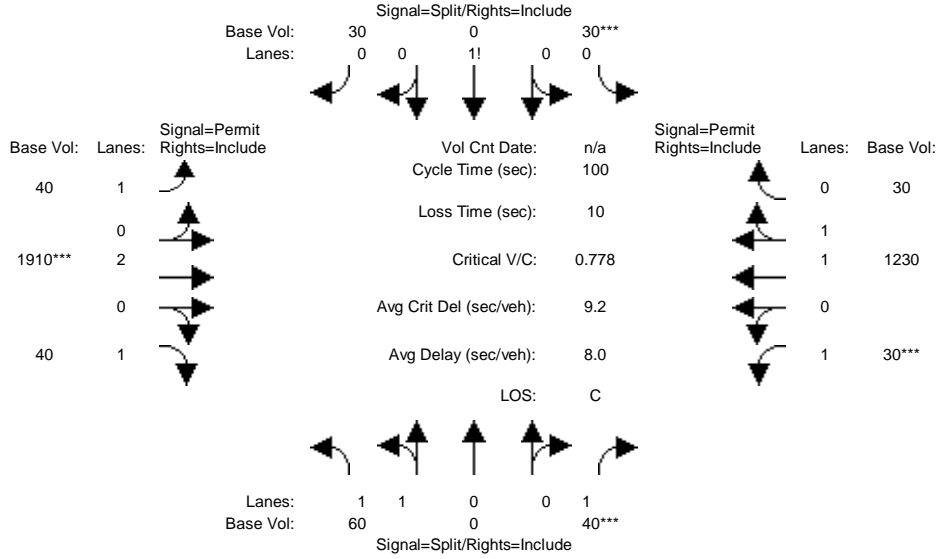 Signal=Split/Rights=Include
Base Vol: 30 0 30***
Lanes: 0 0 1! 0 0
Signal=Permit
Base Vol: Lanes: Rights=Include
Vol Cnt Date: n/a
Signal=Permit
Rights=Include Lanes: Base Vol:
Cycle Time (sec): 100
40 1 0 30
Loss Time (sec): 10
0 1
1910*** 2 Critical V/C: 0.778 1 1230
0 Avg Crit Del (sec/veh): 9.2 0
40 1 Avg Delay (sec/veh): 8.0 1 30***
LOS: C
Lanes: 1 1 0 0 1
Base Vol: 60 0 40***
Signal=Split/Rights=Include